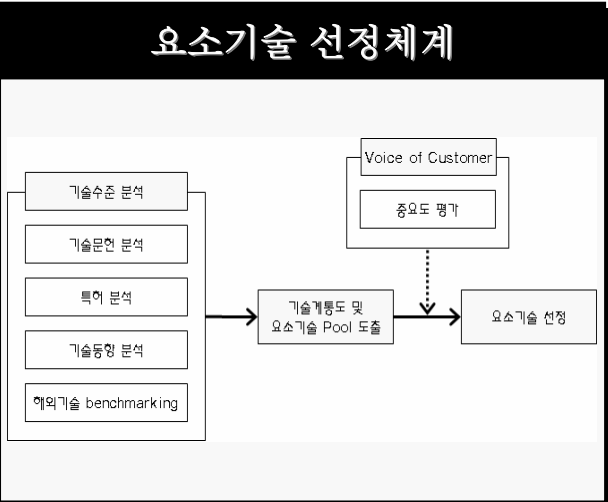 요소기술 선정체계
Voice of Customer
중요도 평가
기술수준 분석
기술문헌 분석
특허 분석
기술동향 분석
해외기술 benchmarking
기술계통도 및
요소기술 Pool 도출
요소기술 선정